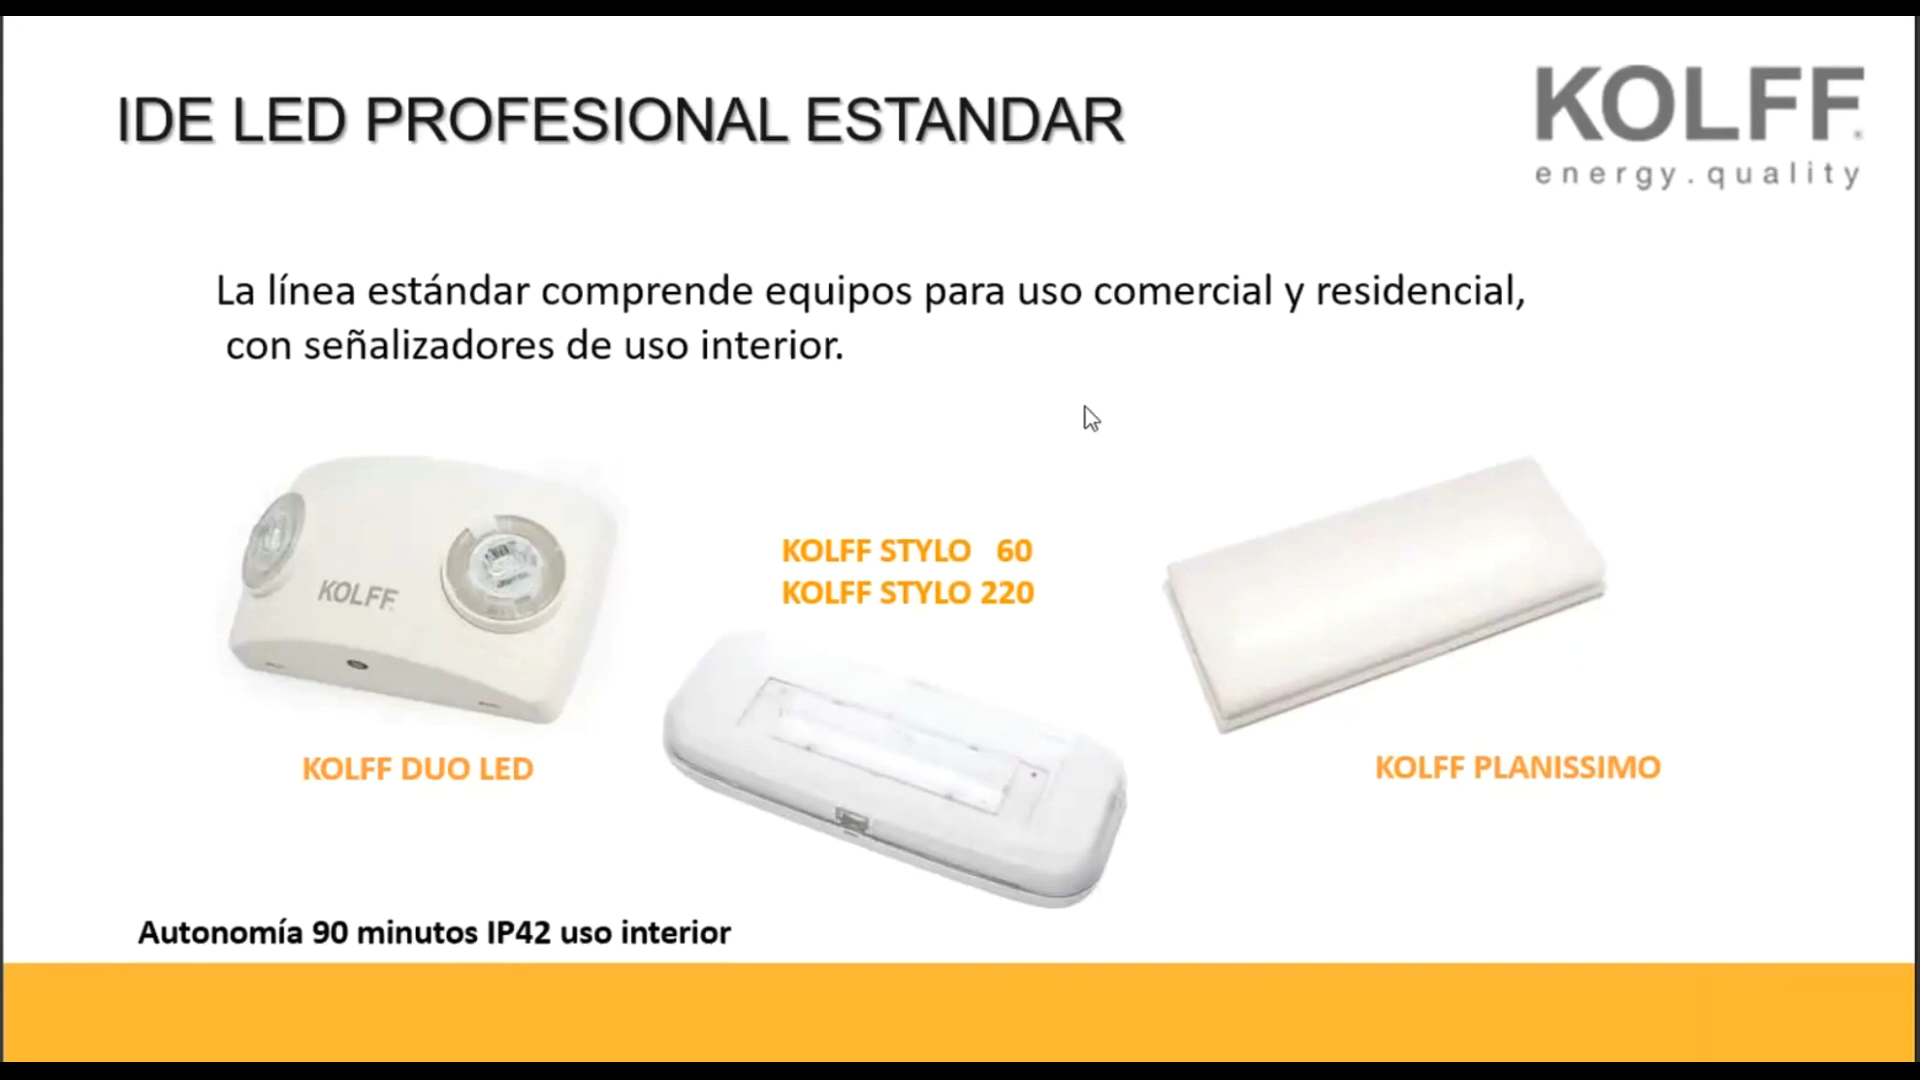 IDE LED PROFESIONAL ESTANDAR
KOLFF
energy.quality
La línea estándar comprende equipos para uso comercial y residencial,
con señalizadores de uso interior.
KOLFF
KOLFF STYLO 60
KOLFF STYLO 220
KOLFF DUO LED
KOLFF PLANISSIMO
Autonomía 90 minutos IP42 uso interior